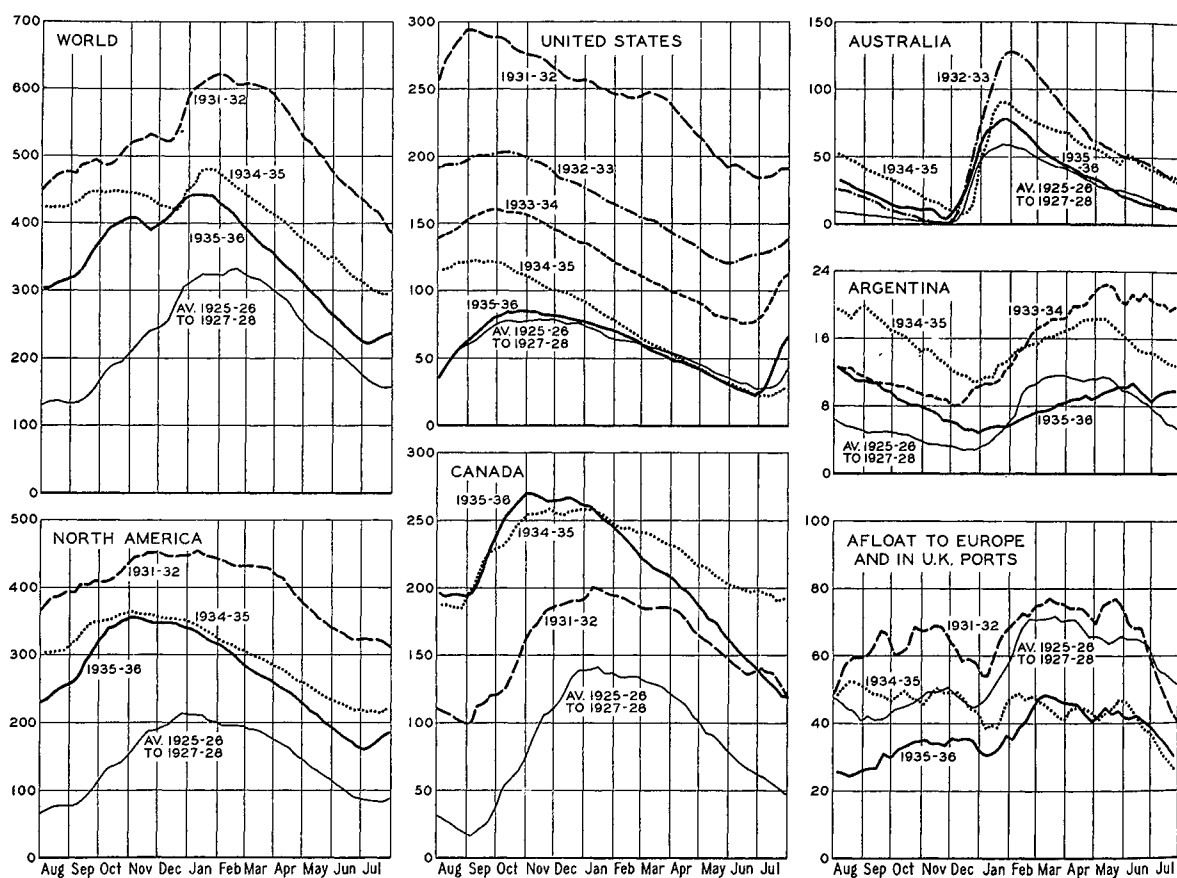 WORLD
700
600
500
400
300
200
100
0
1931-32
1934-35
1935-36
AV. 1925-26
TO 1927-28
UNITED STATES
300
250
200
150
100
50
0
1931-32
1932-33
1933-34
1934-35
1935-36
AV. 1925-26
TO 1927-28
AUSTRALIA
150
100
50
0
1932-33
1934-35
1935
-36
AV. 1925-26
TO 1927-28
ARGENTINA
24
16
8
0
1933-34
1934-35
1935-36
AV. 1925-26
TO 1927-28
NORTH AMERICA
500
400
300
200
100
0
1931-32
1934-35
1935-36
AV. 1925-26
TO 1927-28
Aug Sep Oct Nov Dec Jan Feb Mar Apr May Jun Jul
CANADA
300
250
200
150
100
50
0
1935-36
1934-35
1931-32
AV. 1925-26
TO 1927-28
Aug Sep Oct Nov Dec Jan Feb Mar Apr May Jun Jul
AFLOAT TO EUROPE
AND IN U.K. PORTS
100
80
60
40
20
0
1931-32
AV. 1925-26
TO 1927-28
1934-35
1935-36
Aug Sep Oct Nov Dec Jan Feb Mar Apr May Jun Jul